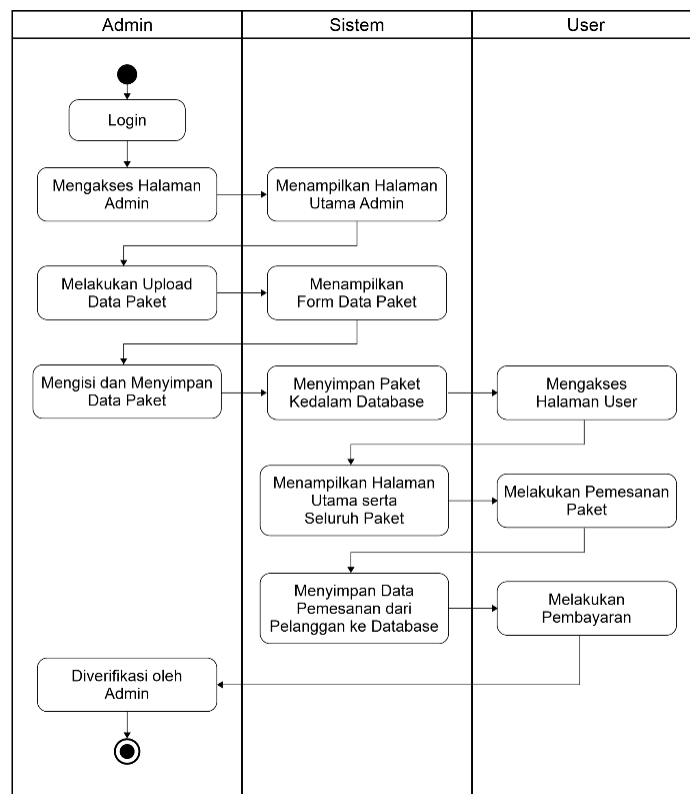 Admin
Sistem
User
Login
Mengakses Halaman
Admin
Menampilkan Halaman
Utama Admin
Melakukan Upload
Data Paket
Menampilkan
Form Data Paket
Mengisi dan Menyimpan
Data Paket
Menyimpan Paket
Kedalam Database
Mengakses
Halaman User
Menampilkan Halaman
Utama serta
Seluruh Paket
Melakukan Pemesanan
Paket
Menyimpan Data
Pemesanan dari
Pelanggan ke Database
Melakukan
Pembayaran
Diverifikasi oleh
Admin